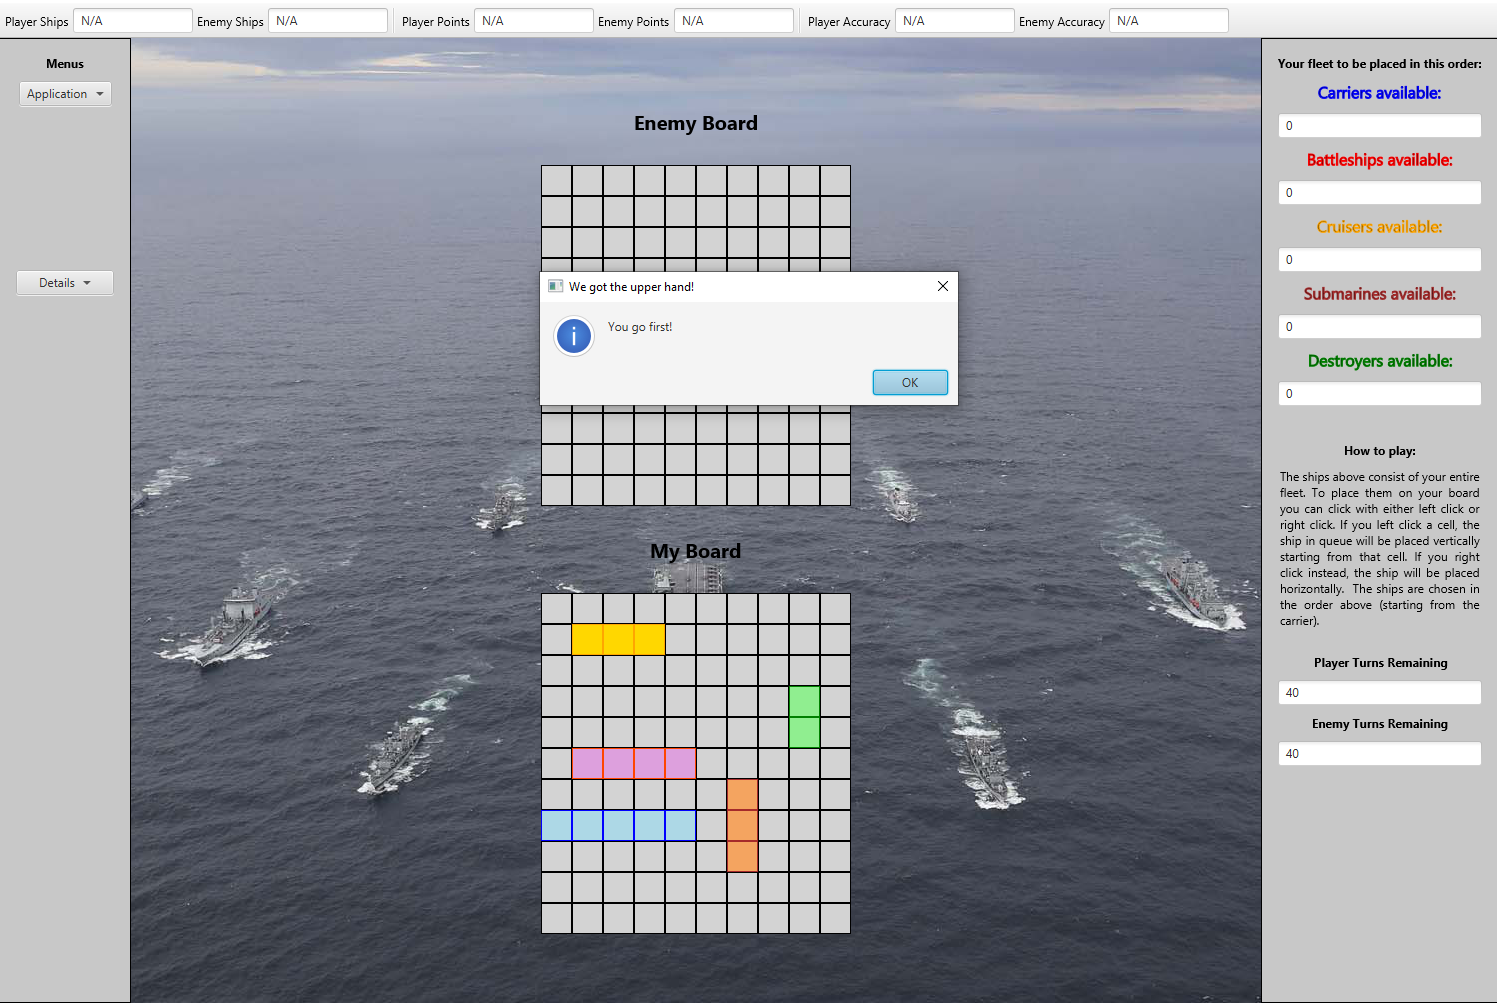 Player Ships N/A Enemy Ships N/A Player Points N/A Enemy Points N/A Player Accuracy N/A Enemy Accuracy N/A
Menus
Application
Details
Enemy Board
We got the upper hand!
You go first!
OK
My Board
Your fleet to be placed in this order:
Carriers available:
0
Battleships available:
0
Cruisers available:
0
Submarines available:
0
Destroyers available:
0
How to play:
The ships above consist of your entire
fleet. To place them on your board
you can click with either left click or
right click. If you left click a cell, the
ship in queue will be placed vertically
starting from that cell. If you right
click instead, the ship will be placed
horizontally. The ships are chosen in
the order above (starting from the
carrier).
Player Turns Remaining
40
Enemy Turns Remaining
40